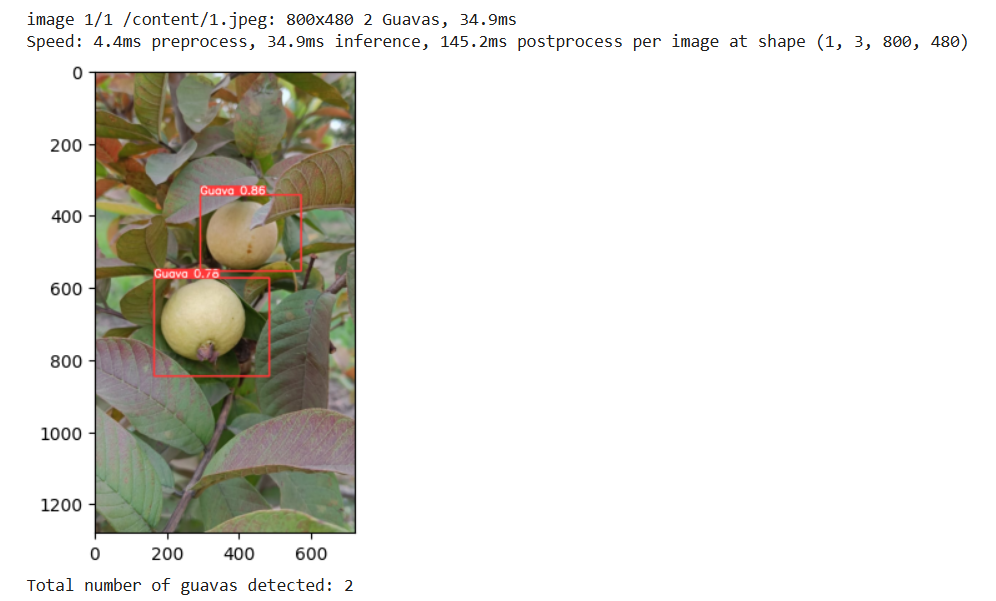 image 1/1 /content/1.jpeg: 800x480 2 Guavas, 34.9ms
Speed: 4.4ms preprocess, 34.9ms inference, 145.2ms postprocess per image at shape (1, 3, 800, 480)
0
200
Guava 0.86
400
Guava 0.78
600
800
1000
1200
0 200 400 600
Total number of guavas detected: 2